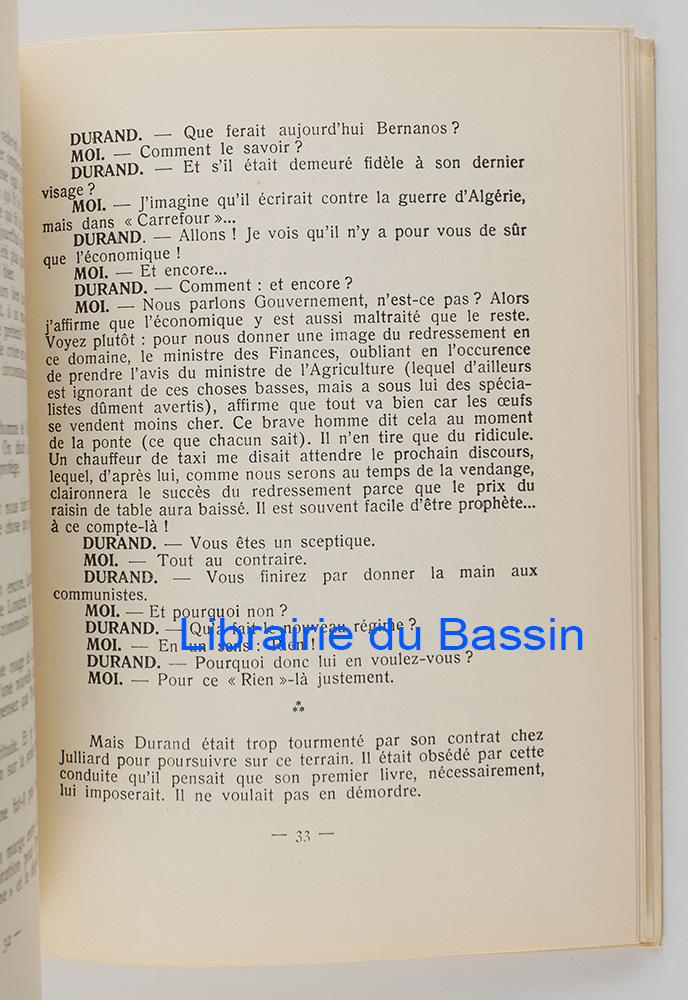 DURAND. — Que ferait aujourd'hui Bernanos ?
MOI. — Comment le savoir ?
DURAND. — Et s'il était demeuré fidèle à son dernier
visage ?
MOI. — J'imagine qu'il écrirait contre la guerre d'Algérie,
mais dans « Carrefour »...
DURAND. — Allons ! Je vois qu'il n'y a pour vous de sûr
que l'économique !
MOI. — Et encore...
DURAND. — Comment : et encore ?
MOI. — Nous parlons Gouvernement, n'est-ce pas ? Alors
j'affirme que l'économique y est aussi maltraité que le reste.
Voyez plutôt : pour nous donner une image du redressement en
ce domaine, le ministre des Finances, oubliant en l'occurence
de prendre l'avis du ministre de l'Agriculture (lequel d'ailleurs
est ignorant de ces choses basses, mais a sous lui des spécia-
listes dûment avertis), affirme que tout va bien car les œufs
se vendent moins cher. Ce brave homme dit cela au moment
de la ponte (ce que chacun sait). Il n'en tire que du ridicule.
Un chauffeur de taxi me disait attendre le prochain discours,
lequel, d'après lui, comme nous serons au temps de la vendange,
claironnera le succès du redressement parce que le prix du
raisin de table aura baissé. Il est souvent facile d'être prophète...
à ce compte-là !
DURAND. — Vous êtes un sceptique.
MOI. — Tout au contraire.
DURAND. — Vous finirez par donner la main aux
communistes.
MOI. — Et pourquoi non ?
DURAND. — Qu'a fait le nouveau régime ?
MOI. — En un sens : Rien !
Librairie du Bassin
DURAND. — Pourquoi donc lui en voulez-vous ?
MOI. — Pour ce « Rien »-là justement.
⁂
Mais Durand était trop tourmenté par son contrat chez
Julliard pour poursuivre sur ce terrain. Il était obsédé par cette
conduite qu'il pensait que son premier livre, nécessairement,
lui imposerait. Il ne voulait pas en démordre.
— 33 —